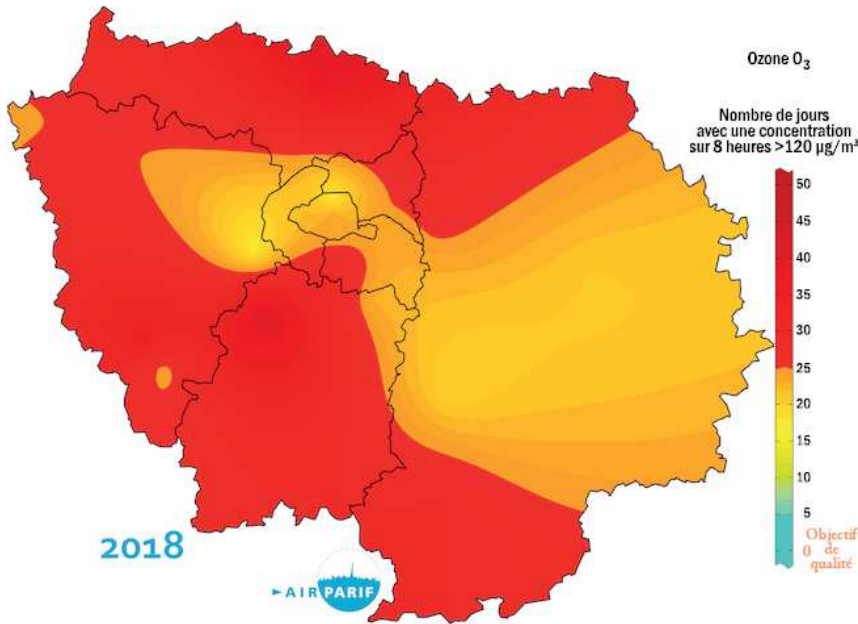 Ozone O₃
Nombre de jours
avec une concentration
sur 8 heures >120 µg/m³
50
45
40
35
30
25
20
15
10
5
0 Objectif
de
qualité
2018
AIRPARIF